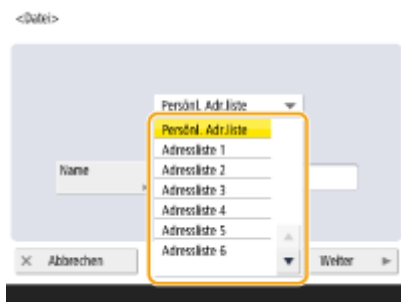 <Datei>
Persönl. Adr.liste
Persönl. Adr.liste
Adressliste 1
Adressliste 2
Name
Adressliste 3
Adressliste 4
Adressliste 5
Adressliste 6
× Abbrechen
Weiter